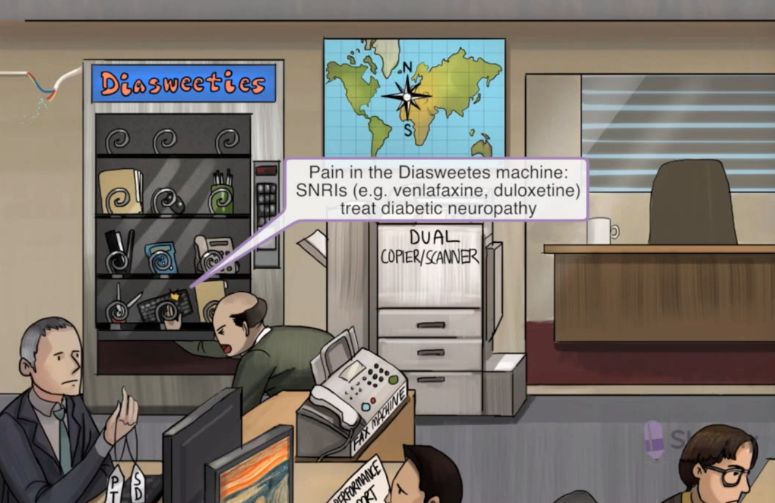 Diasweeties
N
S
Pain in the Diasweetes machine:
SNRIs (e.g. venlafaxine, duloxetine)
treat diabetic neuropathy
DUAL
COPIER/SCANNER
FAX MACHINE
PERFORMANCE
PT
SD